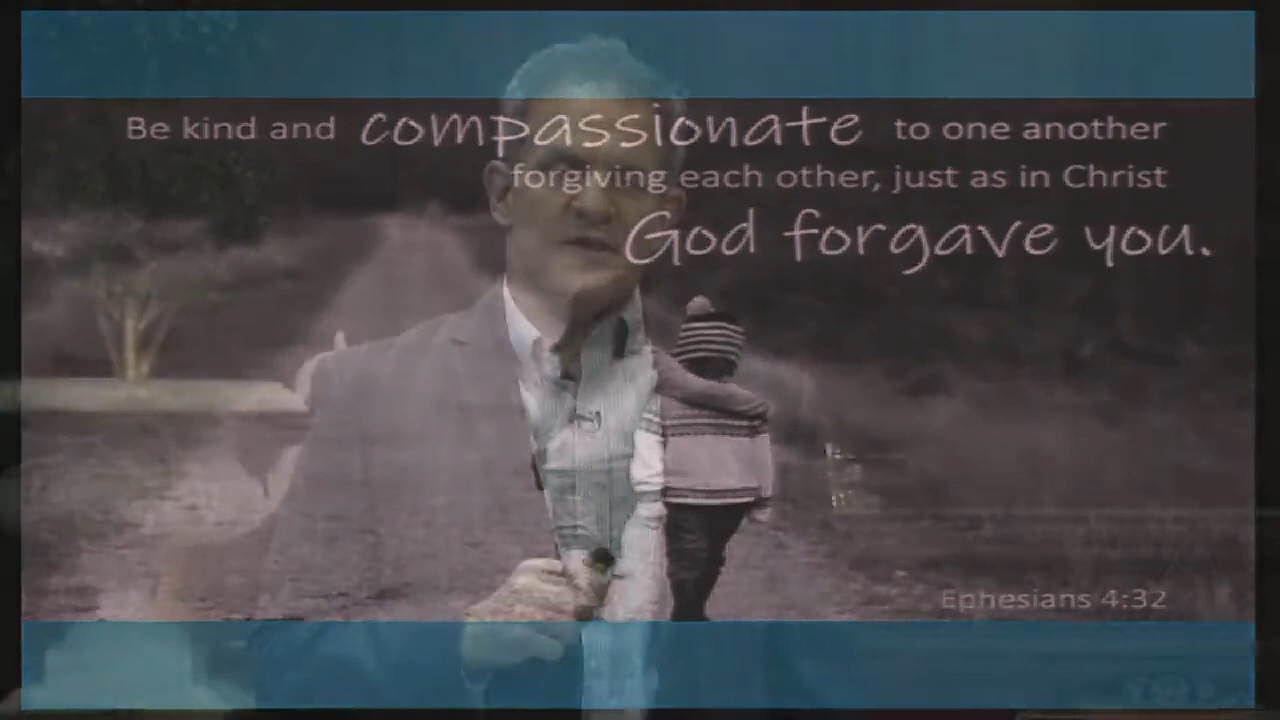 Be kind and compassionate to one another
forgiving each other, just as in Christ
God forgave you.
Ephesians 4:32